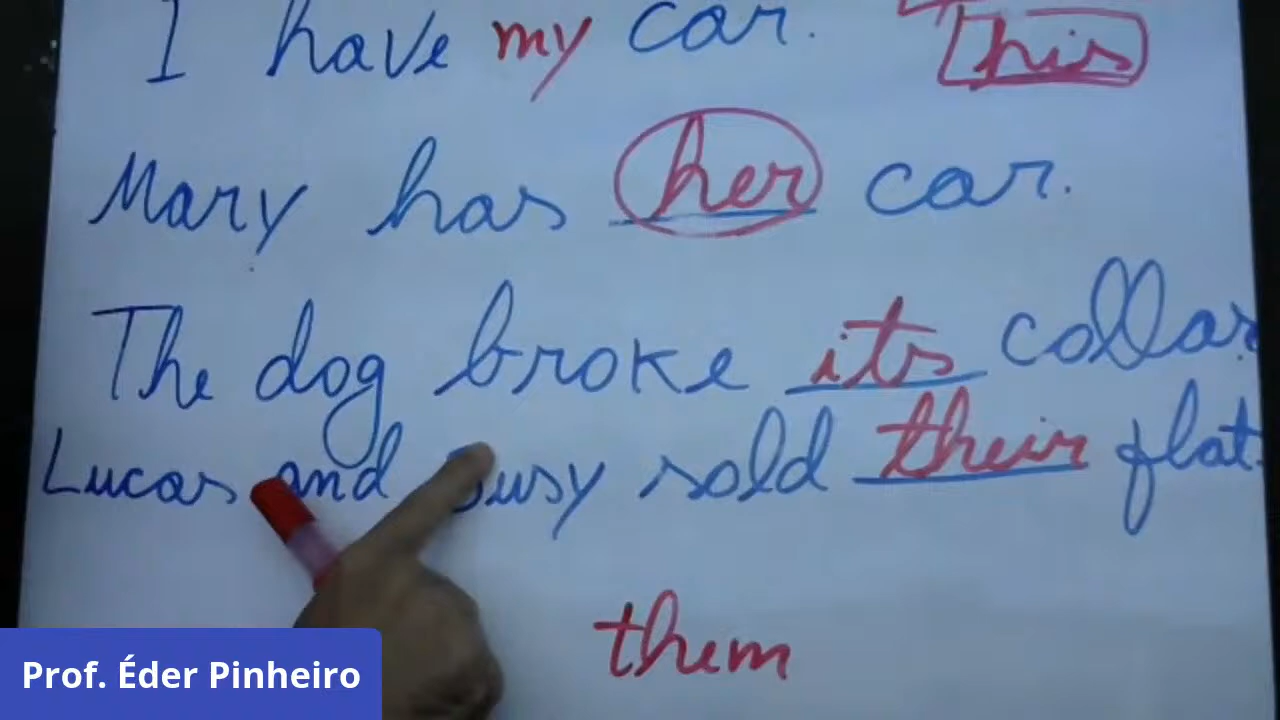 I have my car. his
Mary has her car.
The dog broke its collar
Lucas and Susy sold their flat.
them
Prof. Éder Pinheiro